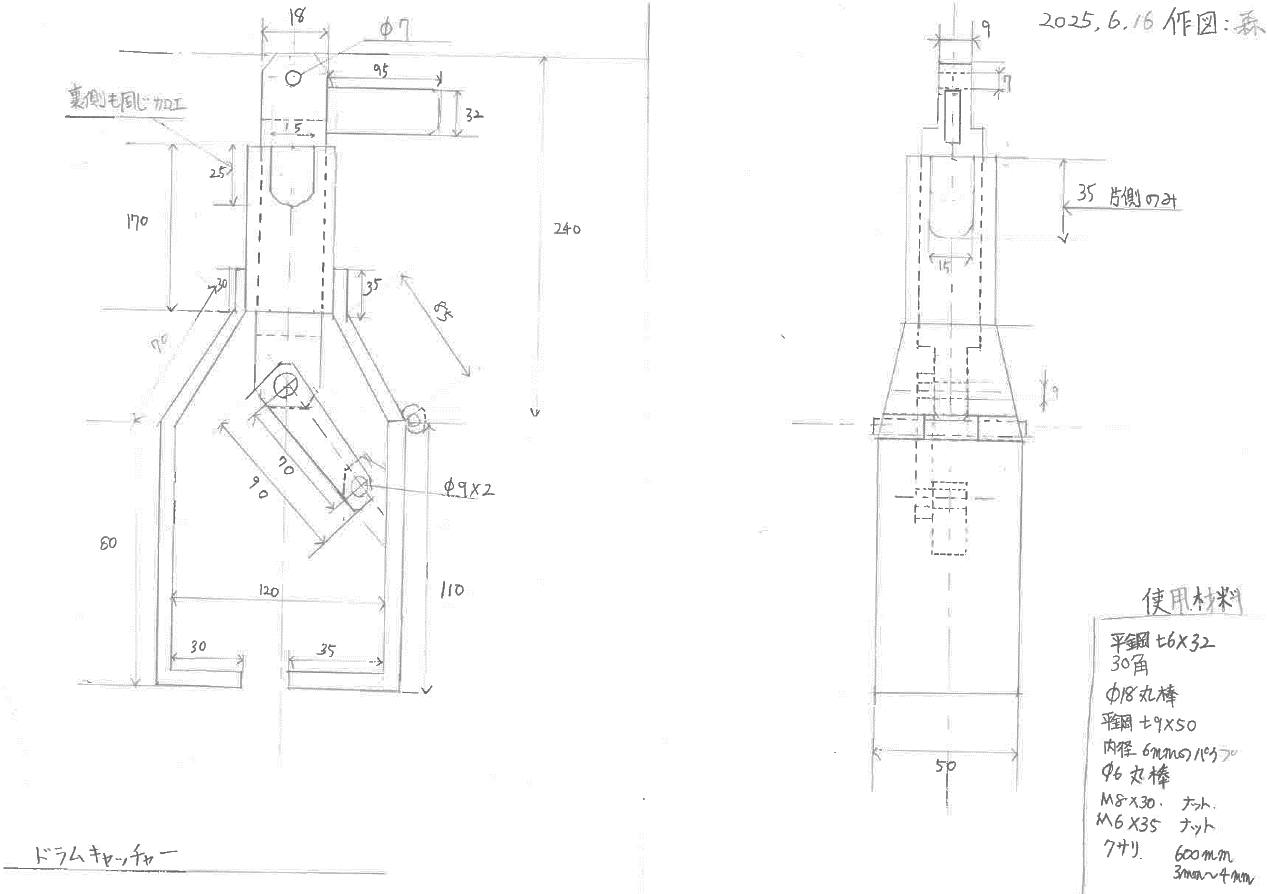 2025.6.16 作図:森
18
φ7
95
32
裏側も同じ加工
15
25
170
240
30
35
70
85
70
90
φ9×2
80
110
120
30
35
9
7
35 片側のみ
15
9
50
使用材料
平鋼 t6×32
30角
φ18丸棒
平鋼 t9×50
内径 6mmのパイプ
φ6 丸棒
M8×30. ナット.
M6×35 ナット
クサリ. 600mm
3mm～4mm
ドラムキャッチャー